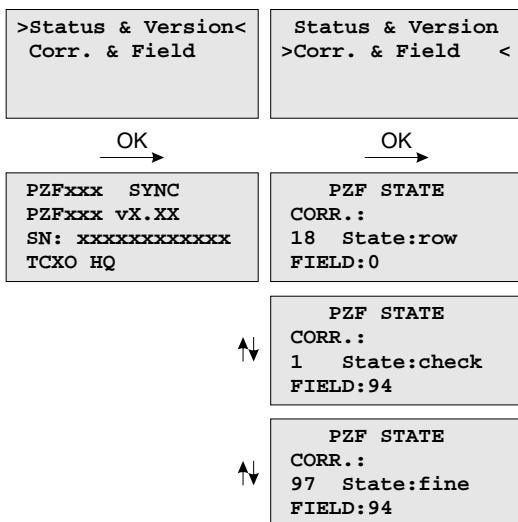 >Status & Version<
Corr. & Field
Status & Version
>Corr. & Field <
OK
OK
PZFxxx SYNC
PZFxxx vX.XX
SN: xxxxxxxxxxxx
TCXO HQ
PZF STATE
CORR.:
18 State:row
FIELD:0
PZF STATE
CORR.:
1 State:check
FIELD:94
PZF STATE
CORR.:
97 State:fine
FIELD:94